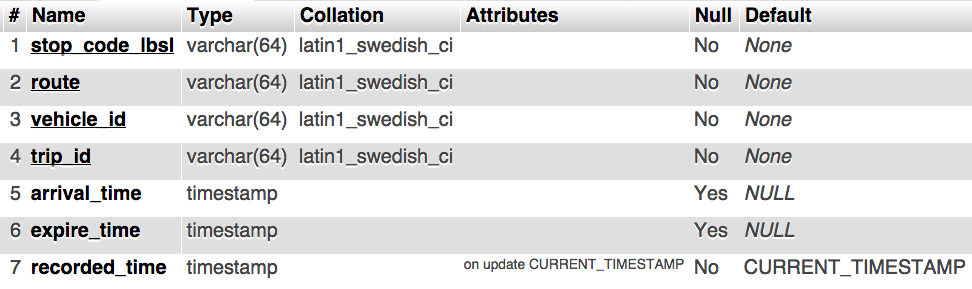 # Name Type Collation Attributes Null Default
1 stop_code_lbsl varchar(64) latin1_swedish_ci No None
2 route varchar(64) latin1_swedish_ci No None
3 vehicle_id varchar(64) latin1_swedish_ci No None
4 trip_id varchar(64) latin1_swedish_ci No None
5 arrival_time timestamp Yes NULL
6 expire_time timestamp Yes NULL
7 recorded_time timestamp on update CURRENT_TIMESTAMP No CURRENT_TIMESTAMP